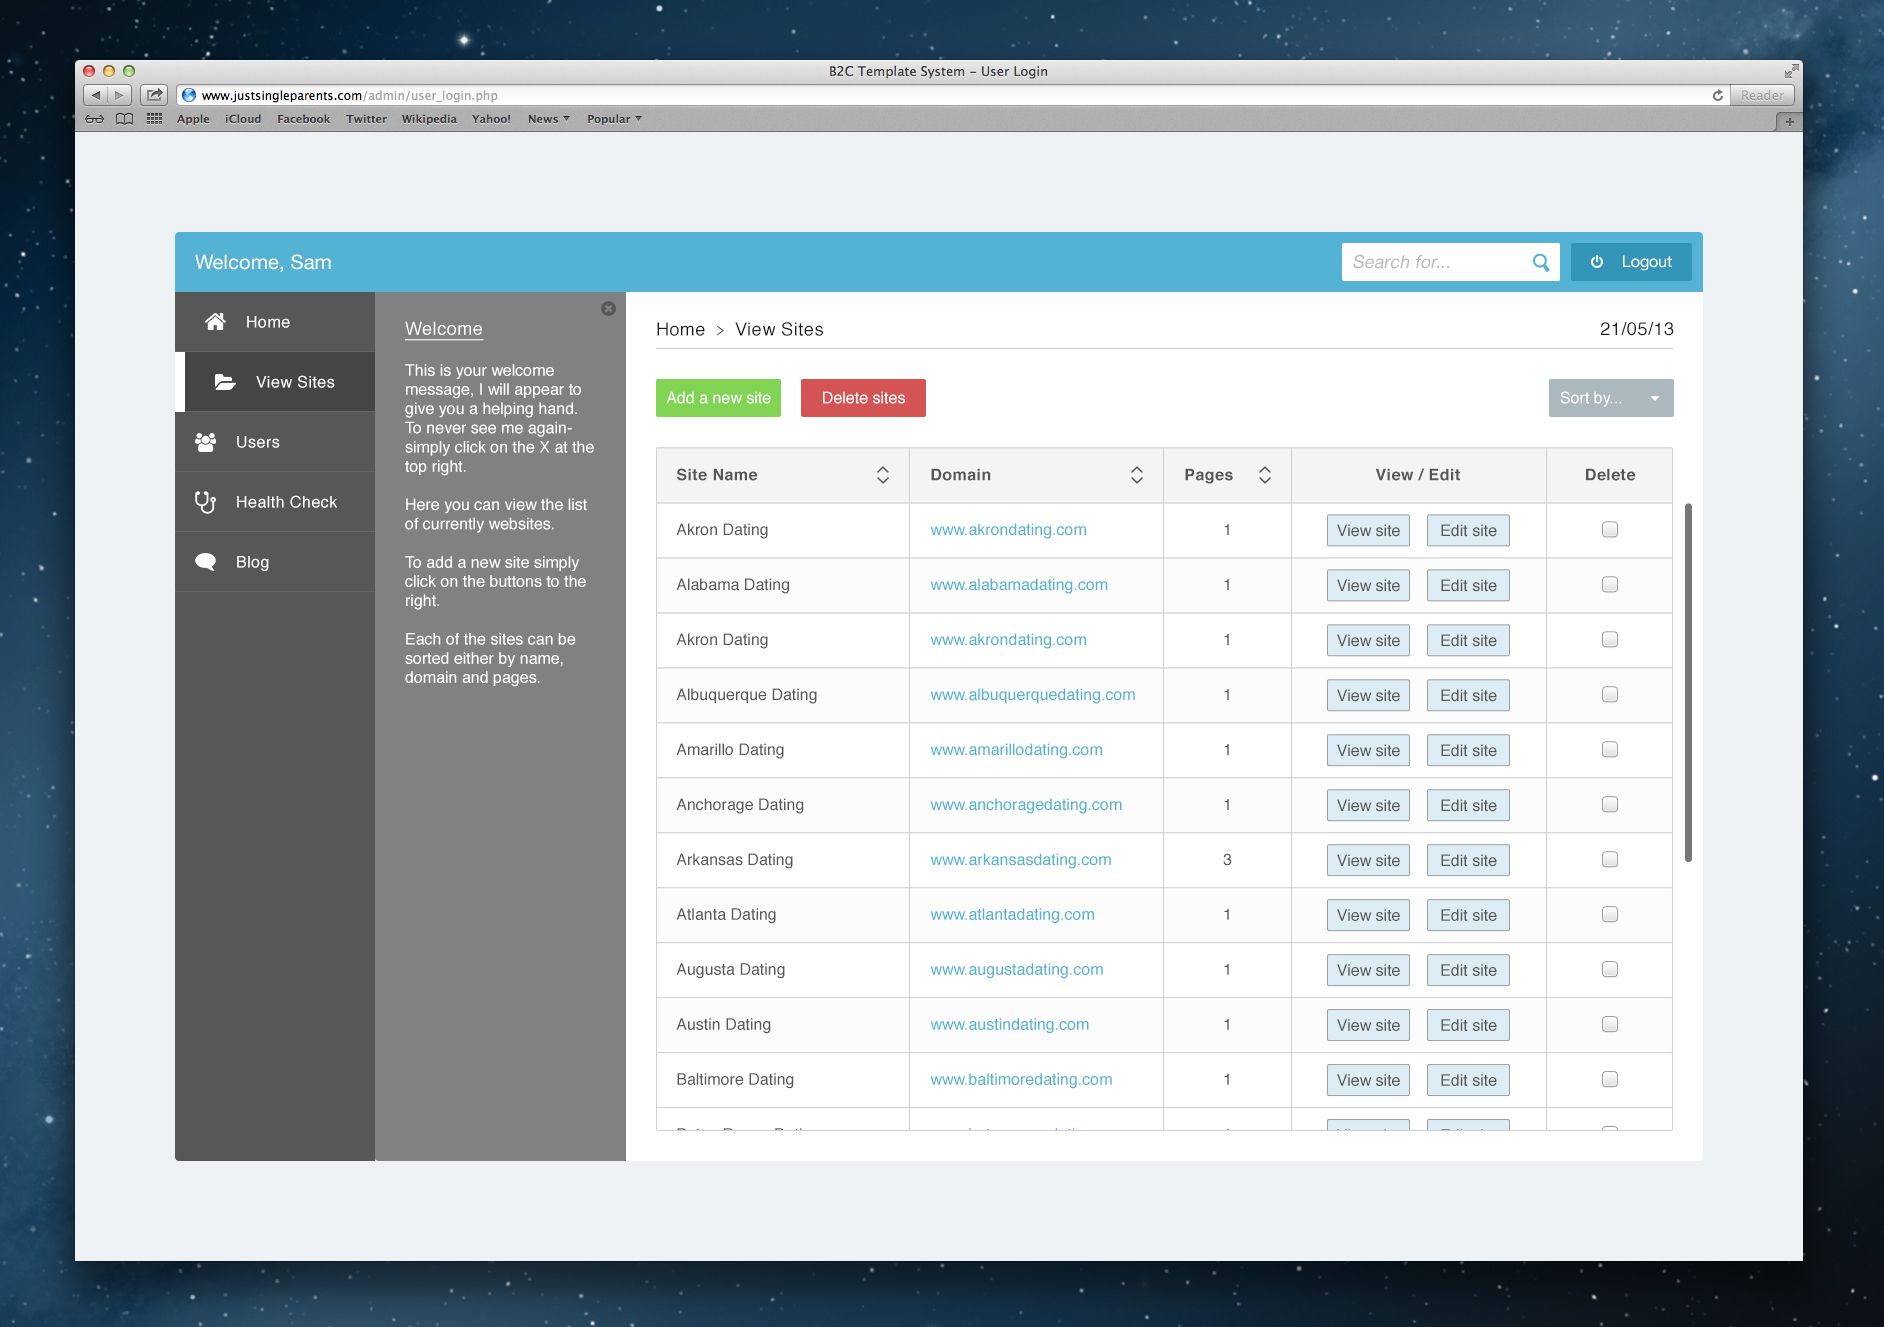 B2C Template System – User Login
www.justsingleparents.com/admin/user_login.php
Reader
Apple iCloud Facebook Twitter Wikipedia Yahoo! News Popular
Welcome, Sam
Search for...
Logout
Home
View Sites
Users
Health Check
Blog
Welcome
This is your welcome
message, I will appear to
give you a helping hand.
To never see me again-
simply click on the X at the
top right.
Here you can view the list
of currently websites.
To add a new site simply
click on the buttons to the
right.
Each of the sites can be
sorted either by name,
domain and pages.
Home > View Sites 21/05/13
Add a new site Delete sites Sort by...
Site Name Domain Pages View / Edit Delete
Akron Dating www.akrondating.com 1 View site Edit site
Alabama Dating www.alabamadating.com 1 View site Edit site
Akron Dating www.akrondating.com 1 View site Edit site
Albuquerque Dating www.albuquerquedating.com 1 View site Edit site
Amarillo Dating www.amarillodating.com 1 View site Edit site
Anchorage Dating www.anchoragedating.com 1 View site Edit site
Arkansas Dating www.arkansasdating.com 3 View site Edit site
Atlanta Dating www.atlantadating.com 1 View site Edit site
Augusta Dating www.augustadating.com 1 View site Edit site
Austin Dating www.austindating.com 1 View site Edit site
Baltimore Dating www.baltimoredating.com 1 View site Edit site